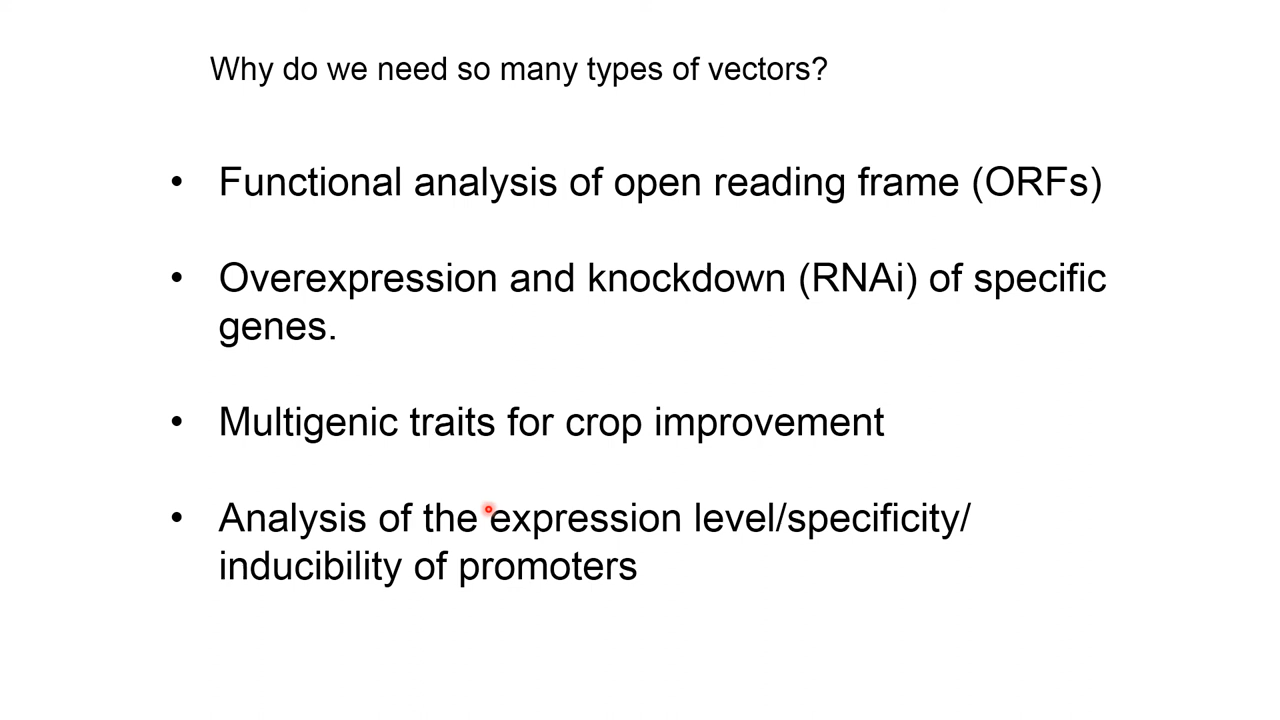 Why do we need so many types of vectors?
• Functional analysis of open reading frame (ORFs)
• Overexpression and knockdown (RNAi) of specific
genes.
• Multigenic traits for crop improvement
• Analysis of the expression level/specificity/
inducibility of promoters